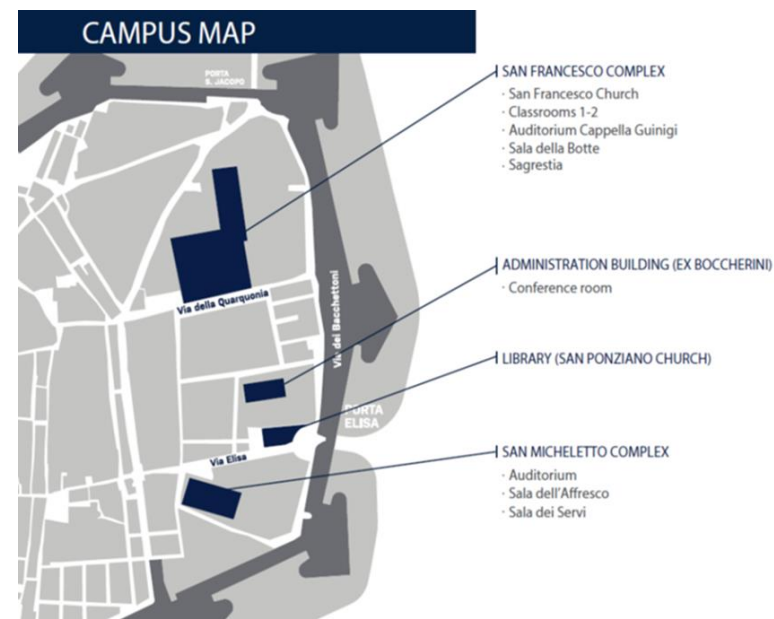 CAMPUS MAP
PORTA
S. JACOPO
SAN FRANCESCO COMPLEX
· San Francesco Church
· Classrooms 1-2
· Auditorium Cappella Guinigi
· Sala della Botte
· Sagrestia
ADMINISTRATION BUILDING (EX BOCCHERINI)
· Conference room
Via della Quarquonia
Via dei Bacchettoni
LIBRARY (SAN PONZIANO CHURCH)
PORTA
ELISA
Via Elisa
SAN MICHELETTO COMPLEX
· Auditorium
· Sala dell'Affresco
· Sala dei Servi